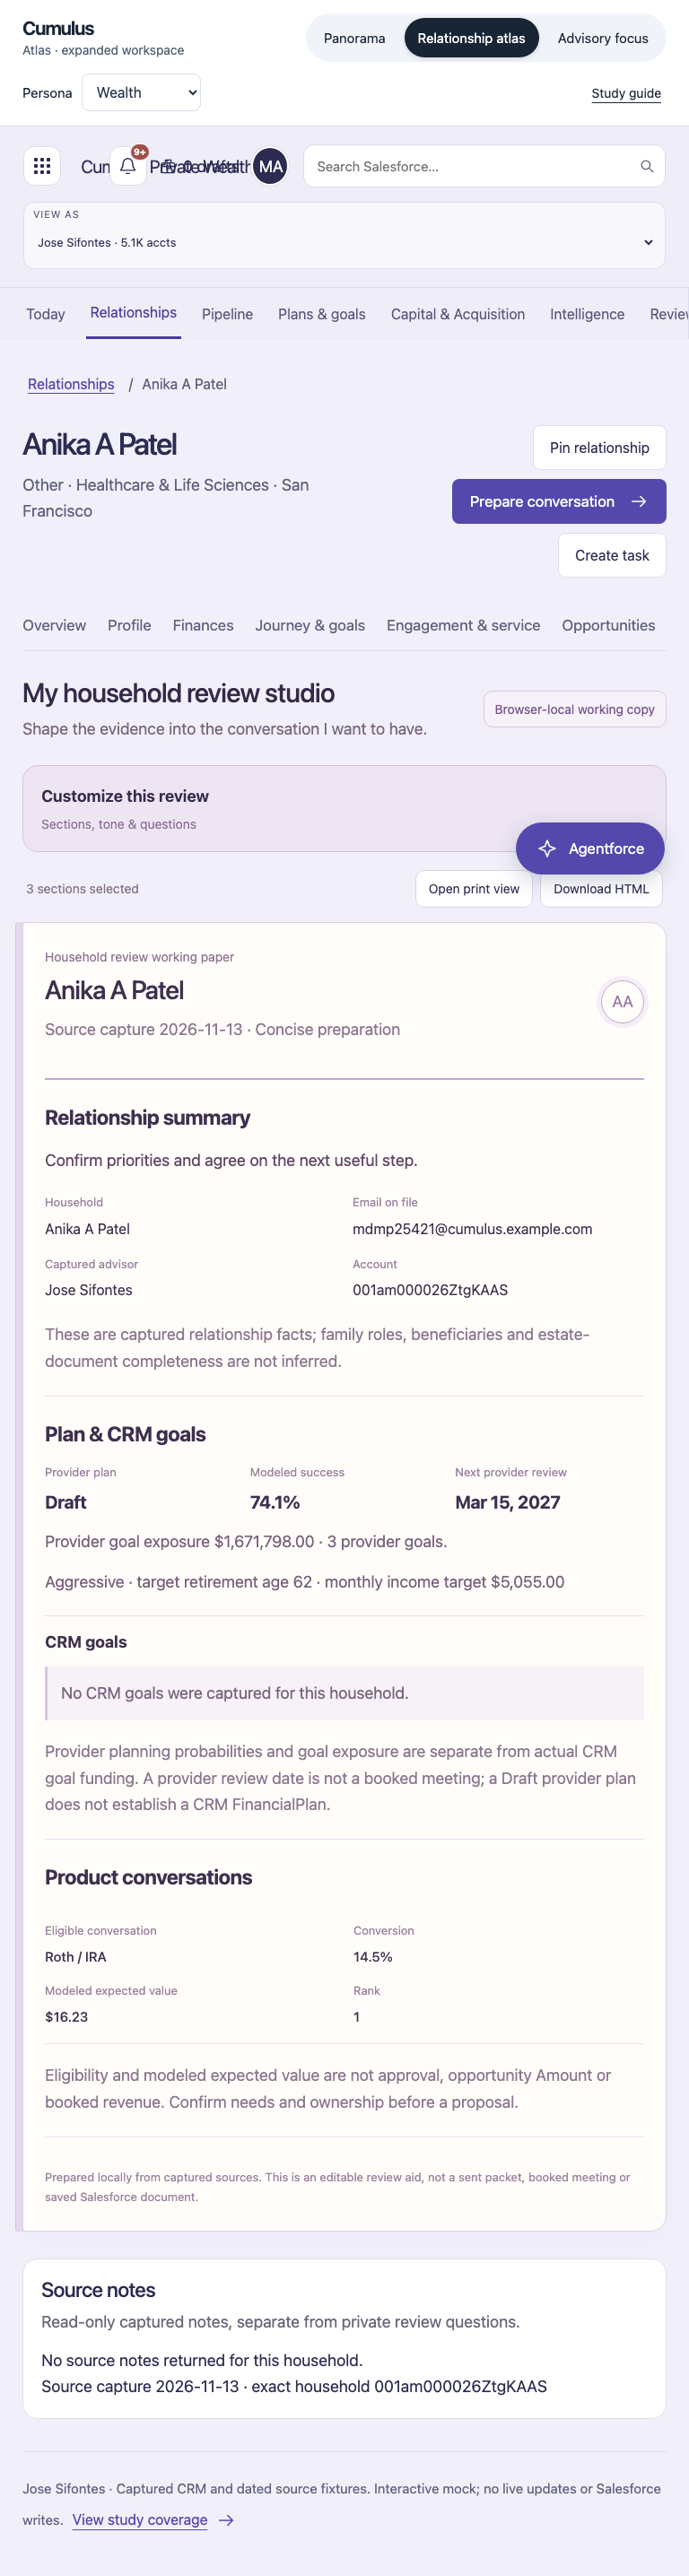 Cumulus
Atlas · expanded workspace
Panorama
Relationship atlas
Advisory focus
Persona
Wealth
Study guide
9+
MA
Search Salesforce...
VIEW AS
Jose Sifontes · 5.1K accts
Today
Relationships
Pipeline
Plans & goals
Capital & Acquisition
Intelligence
Relationships / Anika A Patel
Anika A Patel
Other · Healthcare & Life Sciences · San
Francisco
Pin relationship
Prepare conversation
Create task
Overview
Profile
Finances
Journey & goals
Engagement & service
Opportunities
My household review studio
Shape the evidence into the conversation I want to have.
Browser-local working copy
Customize this review
Sections, tone & questions
Agentforce
3 sections selected
Open print view
Download HTML
Household review working paper
Anika A Patel
AA
Source capture 2026-11-13 · Concise preparation
Relationship summary
Confirm priorities and agree on the next useful step.
Household
Email on file
Anika A Patel
mdmp25421@cumulus.example.com
Captured advisor
Account
Jose Sifontes
001am000026ZtgKAAS
These are captured relationship facts; family roles, beneficiaries and estate-
document completeness are not inferred.
Plan & CRM goals
Provider plan
Modeled success
Next provider review
Draft
74.1%
Mar 15, 2027
Provider goal exposure $1,671,798.00 · 3 provider goals.
Aggressive · target retirement age 62 · monthly income target $5,055.00
CRM goals
No CRM goals were captured for this household.
Provider planning probabilities and goal exposure are separate from actual CRM
goal funding. A provider review date is not a booked meeting; a Draft provider plan
does not establish a CRM FinancialPlan.
Product conversations
Eligible conversation
Conversion
Roth / IRA
14.5%
Modeled expected value
Rank
$16.23
1
Eligibility and modeled expected value are not approval, opportunity Amount or
booked revenue. Confirm needs and ownership before a proposal.
Prepared locally from captured sources. This is an editable review aid, not a sent packet, booked meeting or
saved Salesforce document.
Source notes
Read-only captured notes, separate from private review questions.
No source notes returned for this household.
Source capture 2026-11-13 · exact household 001am000026ZtgKAAS
Jose Sifontes · Captured CRM and dated source fixtures. Interactive mock; no live updates or Salesforce
writes. View study coverage